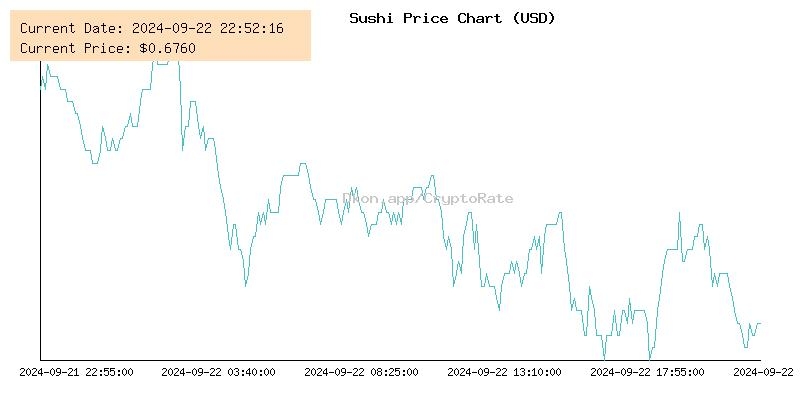 Sushi Price Chart (USD)
Current Date: 2024-09-22 22:52:16
Current Price: $0.6760
Dhon.app/CryptoRate
2024-09-21 22:55:00 2024-09-22 03:40:00 2024-09-22 08:25:00 2024-09-22 13:10:00 2024-09-22 17:55:00 2024-09-22